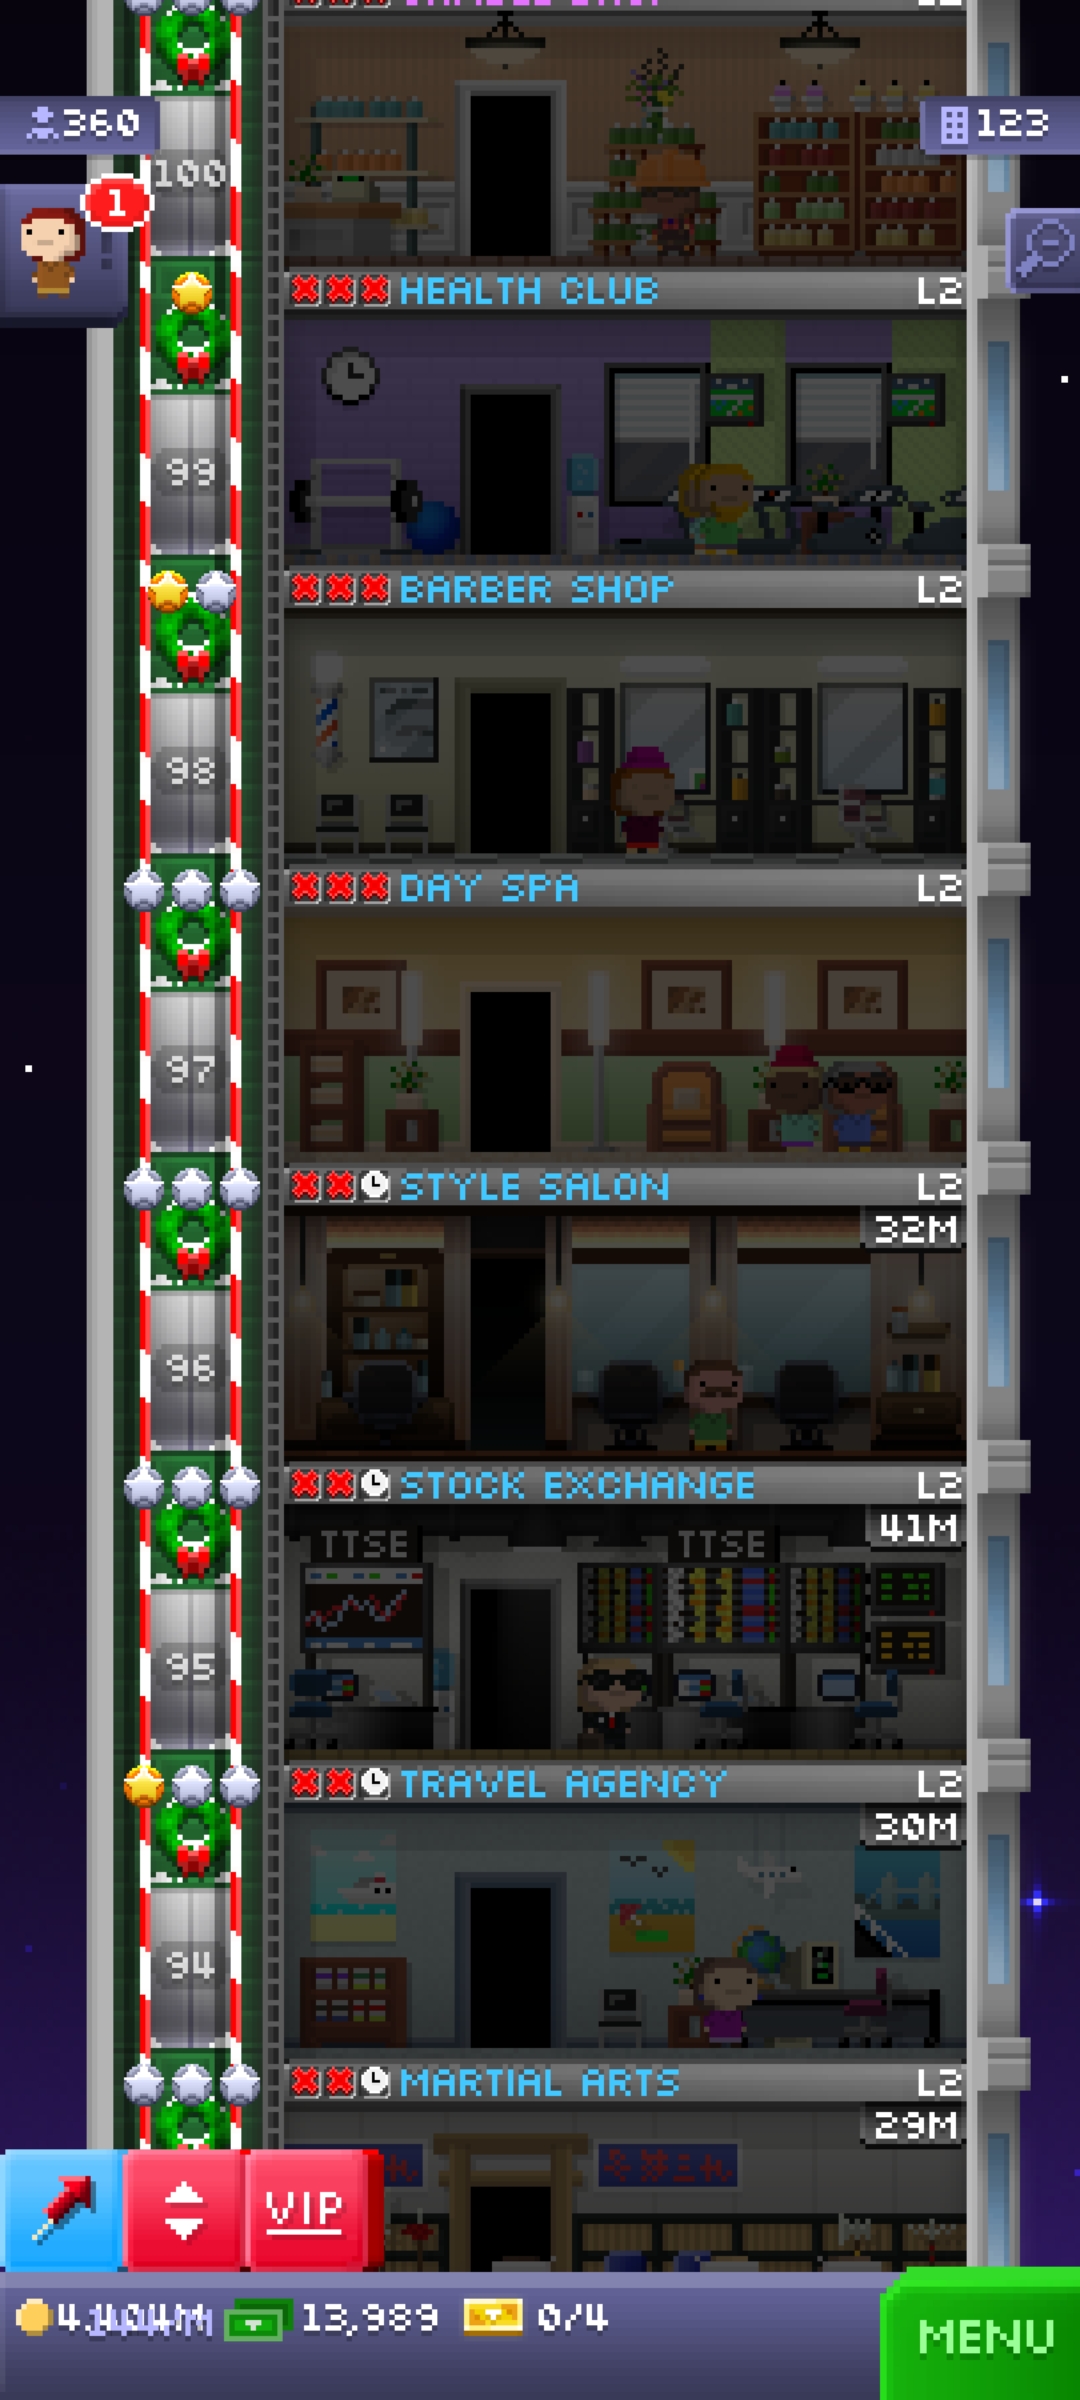 360
123
1
100
HEALTH CLUB L2
99
BARBER SHOP L2
98
DAY SPA L2
97
STYLE SALON L2
32M
96
STOCK EXCHANGE L2
41M
TTSE TTSE
95
TRAVEL AGENCY L2
30M
94
MARTIAL ARTS L2
29M
VIP
13,989 0/4
MENU